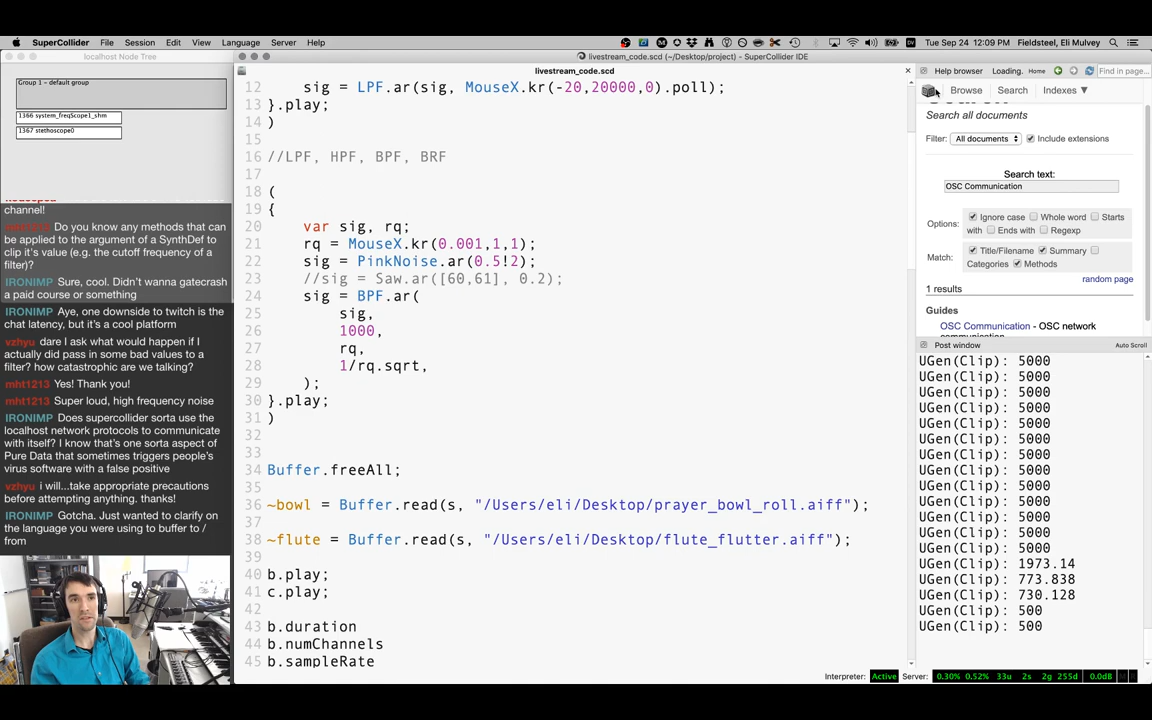 SuperCollider File Session Edit View Language Server Help Tue Sep 24 12:09 PM Fieldsteel, Eli Mulvey
localhost Node Tree
Group 1 - default group
1366 system_freqScope1_shm
1367 stethoscope0
channel!
mht1213 Do you know any methods that can
be applied to the argument of a SynthDef to
clip it's value (e.g. the cutoff frequency of a
filter)?
IRONIMP Sure, cool. Didn't wanna gatecrash
a paid course or something
IRONIMP Aye, one downside to twitch is the
chat latency, but it's a cool platform
vzhyu dare I ask what would happen if I
actually did pass in some bad values to a
filter? how catastrophic are we talking?
mht1213 Yes! Thank you!
mht1213 Super loud, high frequency noise
IRONIMP Does supercollider sorta use the
localhost network protocols to communicate
with itself? I know that's one sorta aspect of
Pure Data that sometimes triggers people's
virus software with a false positive
vzhyu i will...take appropriate precautions
before attempting anything. thanks!
IRONIMP Gotcha. Just wanted to clarify on
the language you were using to buffer to /
from
livestream_code.scd (~/Desktop/project) - SuperCollider IDE
livestream_code.scd
12 sig = LPF.ar(sig, MouseX.kr(-20,20000,0).poll);
13 }.play;
14 )
15
16 //LPF, HPF, BPF, BRF
17
18 (
19 {
20 var sig, rq;
21 rq = MouseX.kr(0.001,1,1);
22 sig = PinkNoise.ar(0.5!2);
23 //sig = Saw.ar([60,61], 0.2);
24 sig = BPF.ar(
25 sig,
26 1000,
27 rq,
28 1/rq.sqrt,
29 );
30 }.play;
31 )
32
33
34 Buffer.freeAll;
35
36 ~bowl = Buffer.read(s, "/Users/eli/Desktop/prayer_bowl_roll.aiff");
37
38 ~flute = Buffer.read(s, "/Users/eli/Desktop/flute_flutter.aiff");
39
40 b.play;
41 c.play;
42
43 b.duration
44 b.numChannels
45 b.sampleRate
Help browser Loading. Home Find in page...
Browse Search Indexes ▼
Search all documents
Filter: All documents Include extensions
Search text:
OSC Communication
Options: Ignore case Whole word Starts
with Ends with Regexp
Match: Title/Filename Summary
Categories Methods
random page
1 results
Guides
OSC Communication - OSC network
Post window Auto Scroll
UGen(Clip): 5000
UGen(Clip): 5000
UGen(Clip): 5000
UGen(Clip): 5000
UGen(Clip): 5000
UGen(Clip): 5000
UGen(Clip): 5000
UGen(Clip): 5000
UGen(Clip): 5000
UGen(Clip): 5000
UGen(Clip): 5000
UGen(Clip): 5000
UGen(Clip): 5000
UGen(Clip): 1973.14
UGen(Clip): 773.838
UGen(Clip): 730.128
UGen(Clip): 500
UGen(Clip): 500
Interpreter: Active Server: 0.30% 0.52% 33u 2s 2g 255d 0.0dB